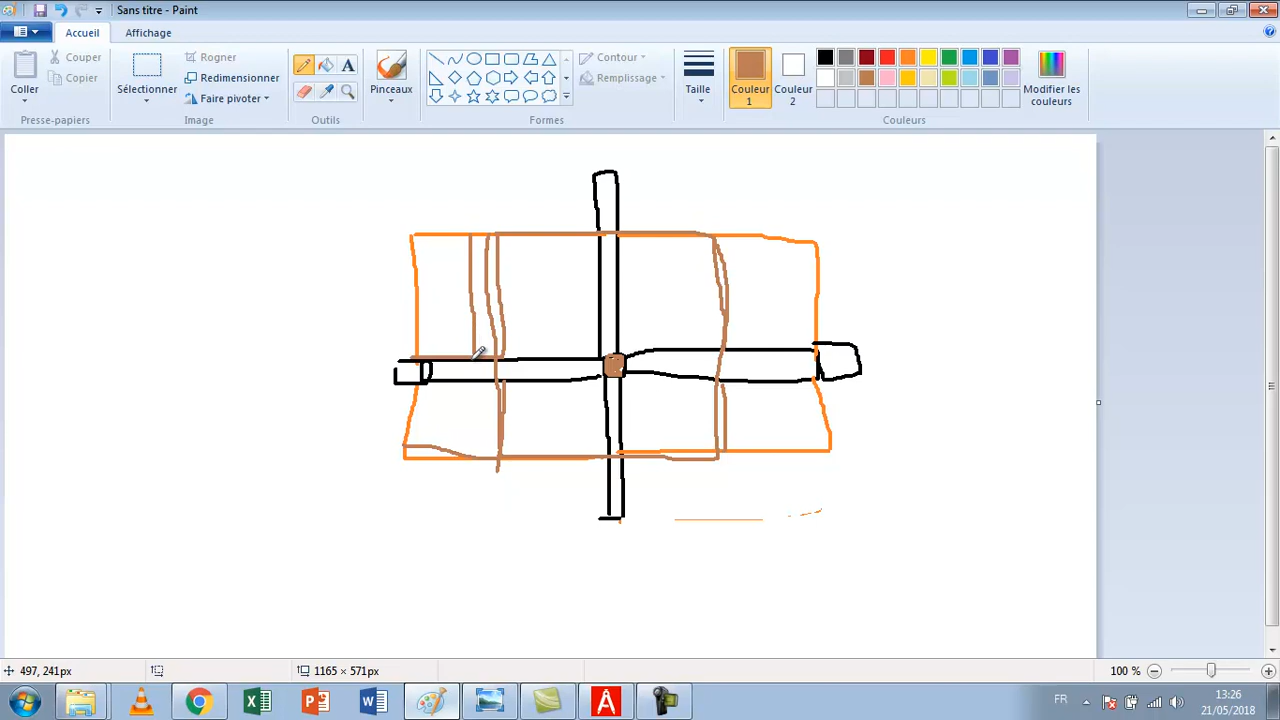 Sans titre - Paint
Accueil
Affichage
Coller
Couper
Copier
Presse-papiers
Sélectionner
Rogner
Redimensionner
Faire pivoter
Image
A
Outils
Pinceaux
Contour
Remplissage
Formes
Taille
Couleur
1
Couleur
2
Modifier les
couleurs
Couleurs
497, 241px
1165 × 571px
100 %
FR
13:26
21/05/2018